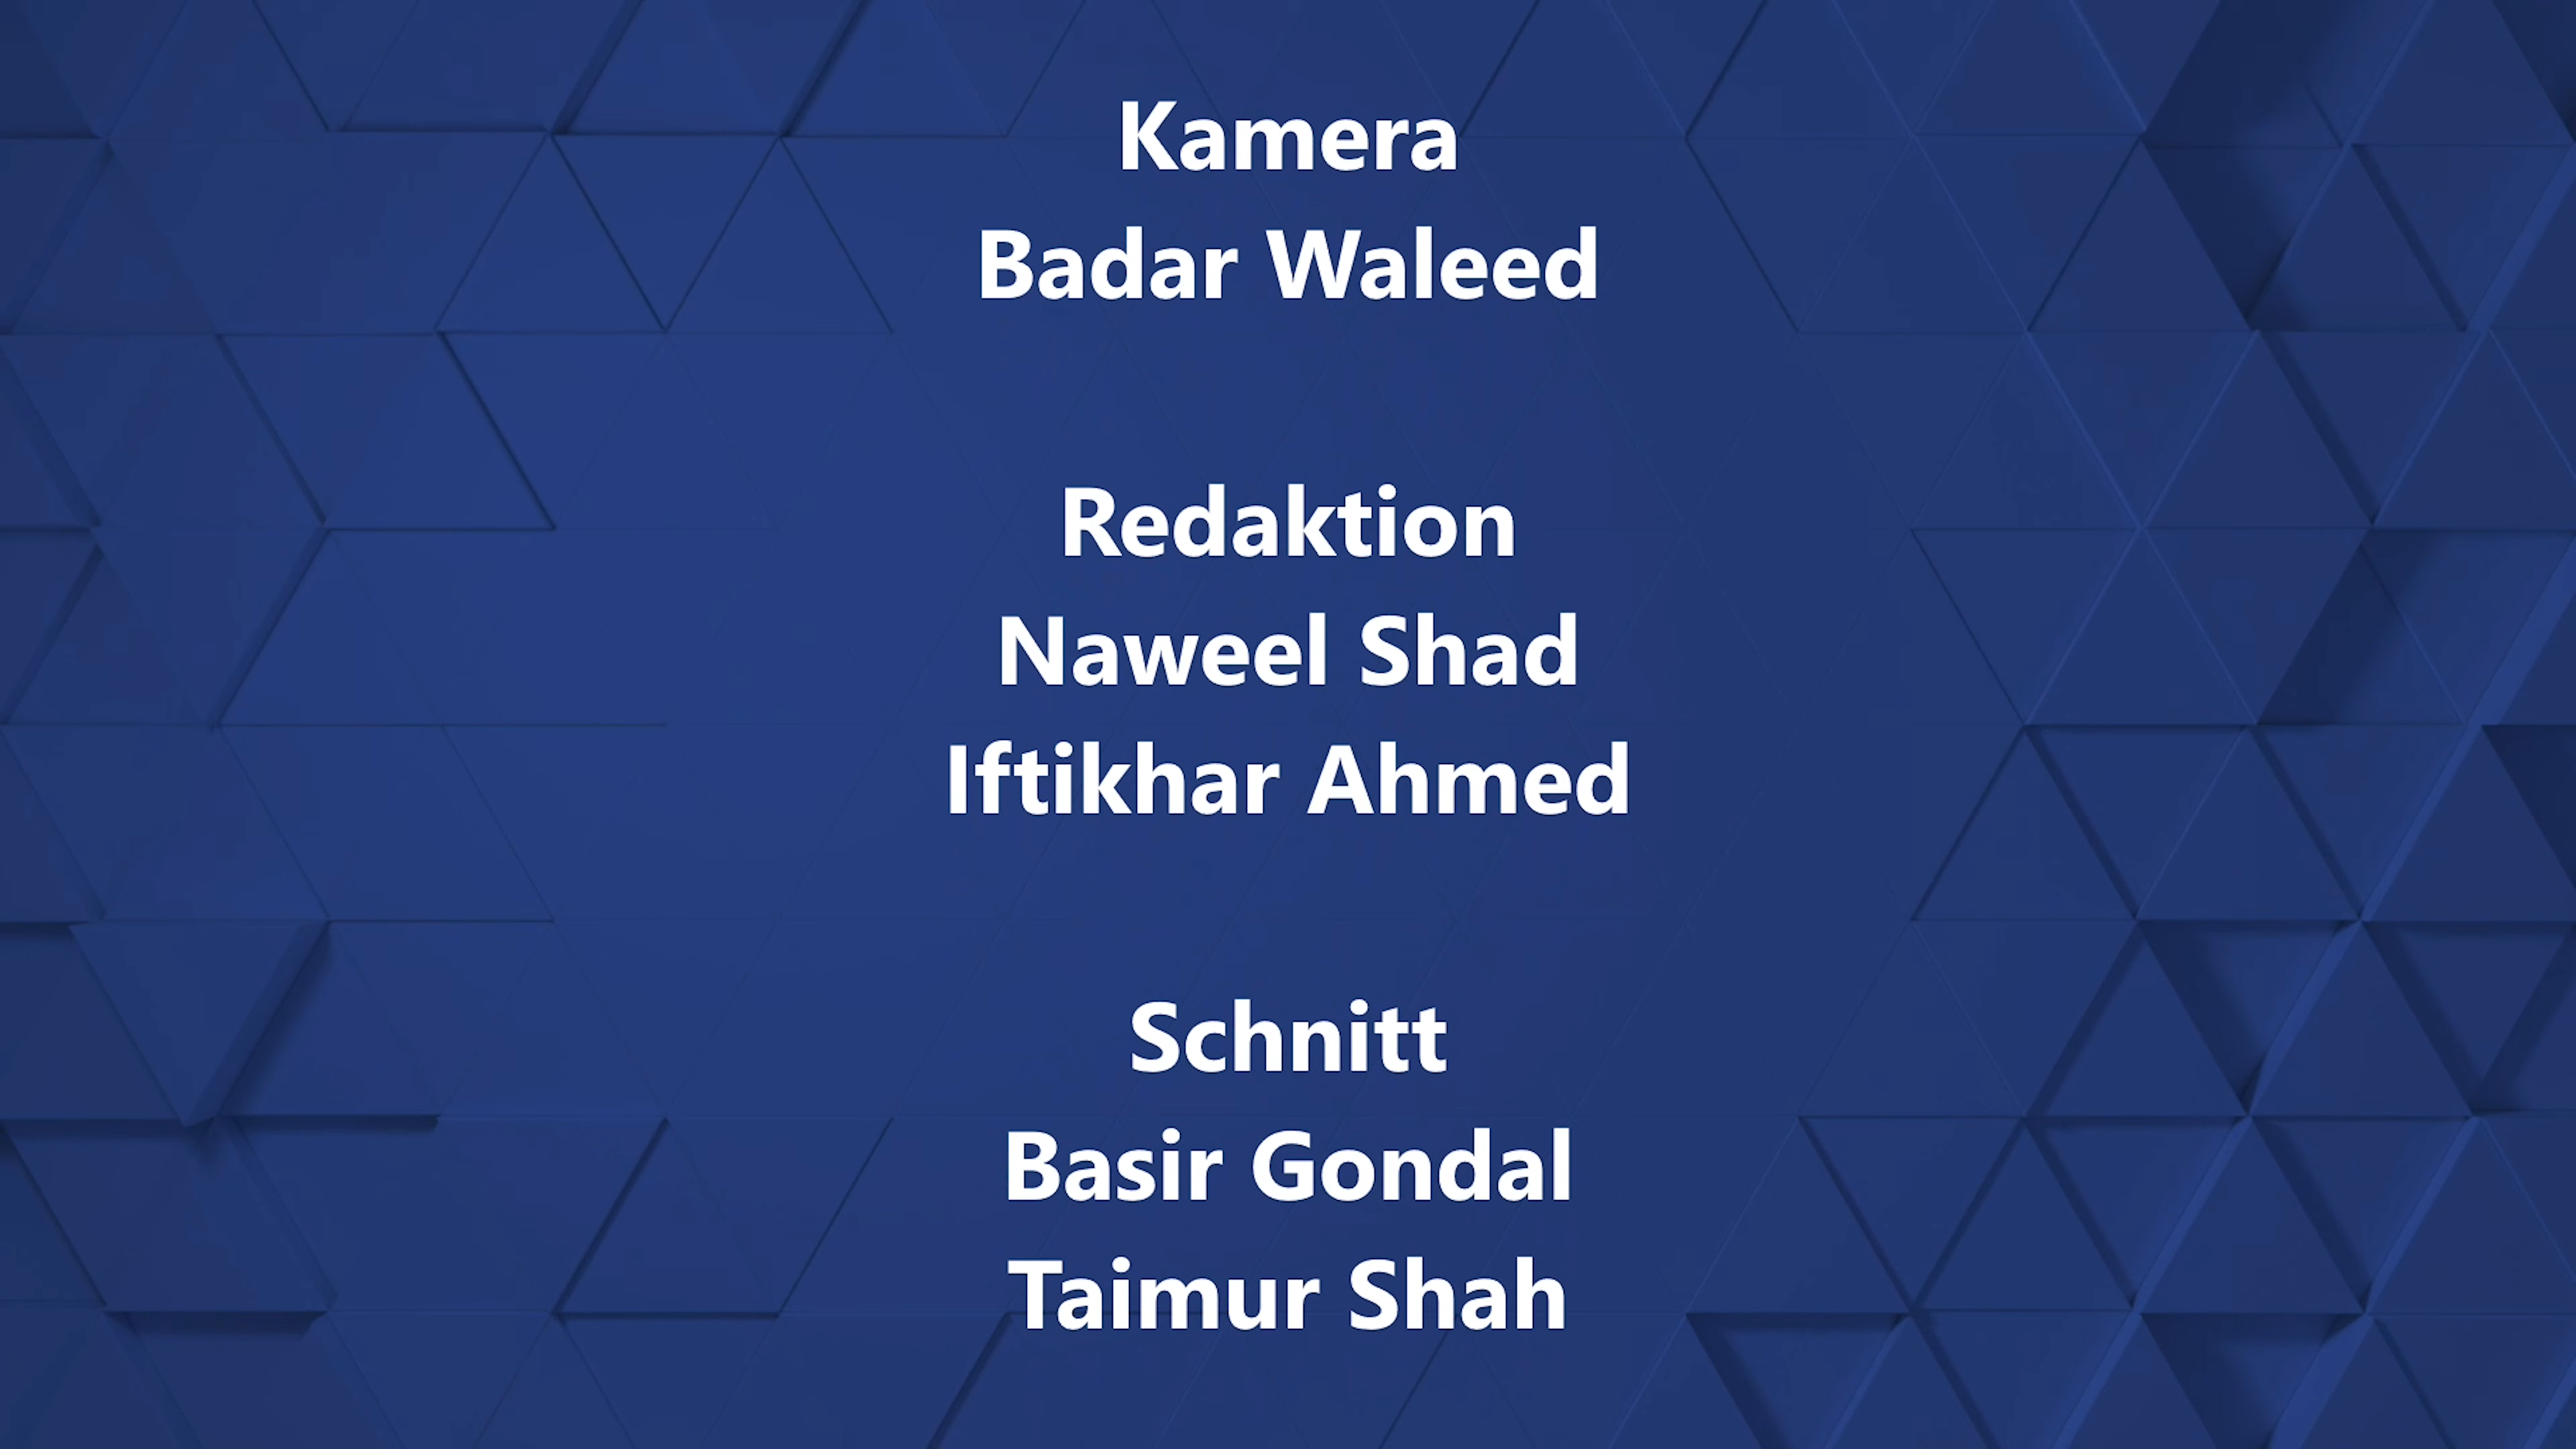 Kamera
Badar Waleed
Redaktion
Naweel Shad
Iftikhar Ahmed
Schnitt
Basir Gondal
Taimur Shah